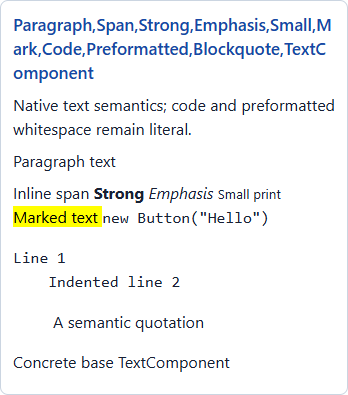 Paragraph,Span,Strong,Emphasis,Small,M
ark,Code,Preformatted,Blockquote,TextC
omponent
Native text semantics; code and preformatted
whitespace remain literal.
Paragraph text
Inline span Strong Emphasis Small print
Marked text new Button("Hello")
Line 1
    Indented line 2
A semantic quotation
Concrete base TextComponent